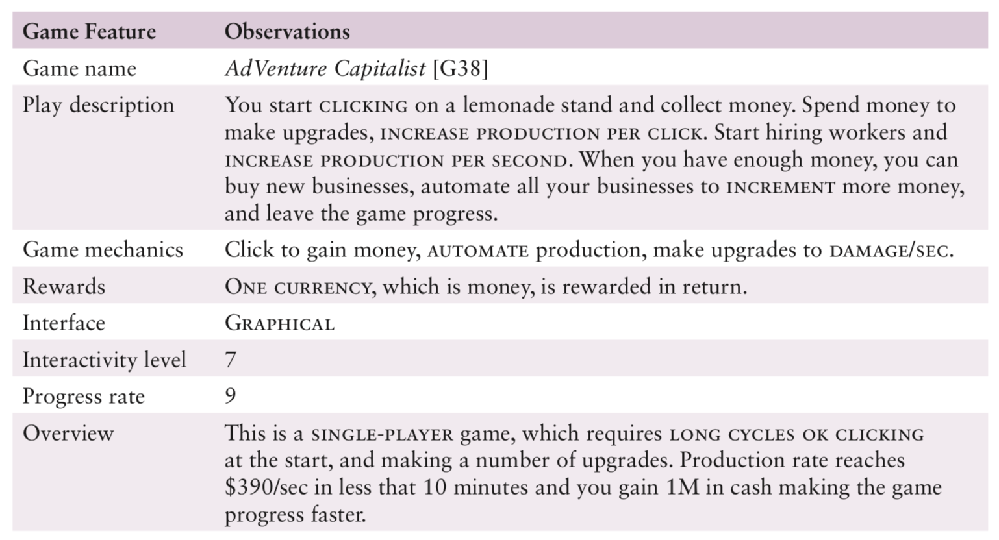 Game Feature Observations
Game name AdVenture Capitalist [G38]
Play description You start CLICKING on a lemonade stand and collect money. Spend money to
make upgrades, INCREASE PRODUCTION PER CLICK. Start hiring workers and
INCREASE PRODUCTION PER SECOND. When you have enough money, you can
buy new businesses, automate all your businesses to INCREMENT more money,
and leave the game progress.
Game mechanics Click to gain money, AUTOMATE production, make upgrades to DAMAGE/SEC.
Rewards ONE CURRENCY, which is money, is rewarded in return.
Interface GRAPHICAL
Interactivity level 7
Progress rate 9
Overview This is a SINGLE-PLAYER game, which requires LONG CYCLES OK CLICKING
at the start, and making a number of upgrades. Production rate reaches
$390/sec in less that 10 minutes and you gain 1M in cash making the game
progress faster.